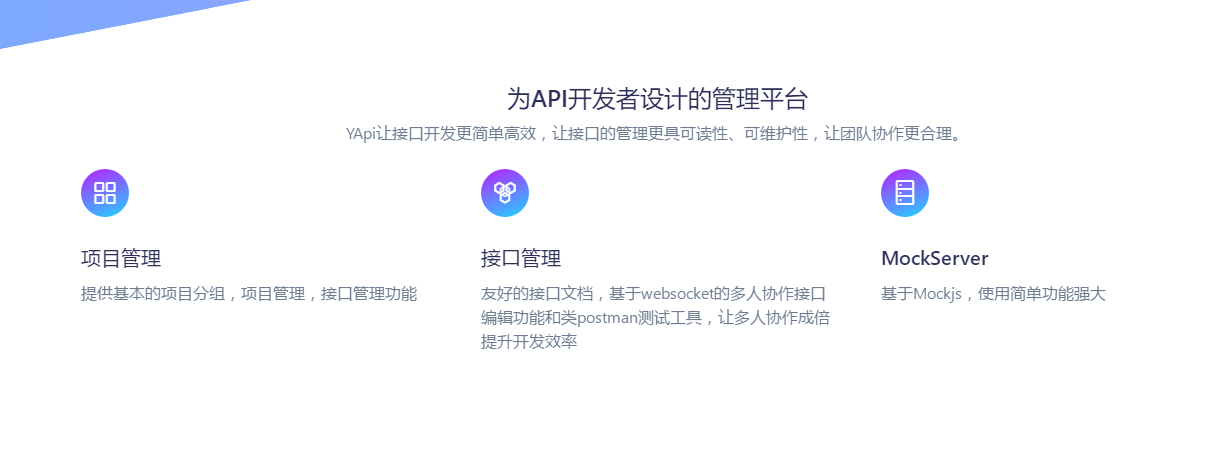 为API开发者设计的管理平台
YApi让接口开发更简单高效，让接口的管理更具可读性、可维护性，让团队协作更合理。
项目管理
提供基本的项目分组，项目管理，接口管理功能
接口管理
友好的接口文档，基于websocket的多人协作接口
编辑功能和类postman测试工具，让多人协作成倍
提升开发效率
MockServer
基于Mockjs，使用简单功能强大